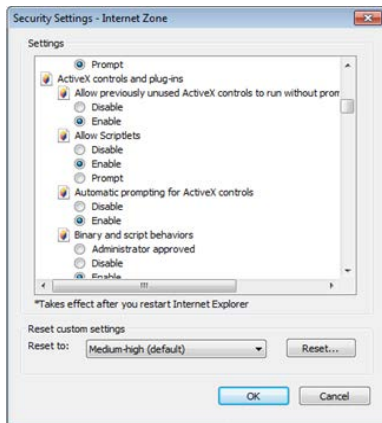 Security Settings - Internet Zone
Settings
Prompt
ActiveX controls and plug-ins
Allow previously unused ActiveX controls to run without prom
Disable
Enable
Allow Scriptlets
Disable
Enable
Prompt
Automatic prompting for ActiveX controls
Disable
Enable
Binary and script behaviors
Administrator approved
Disable
Enable
*Takes effect after you restart Internet Explorer
Reset custom settings
Reset to: Medium-high (default) Reset...
OK Cancel